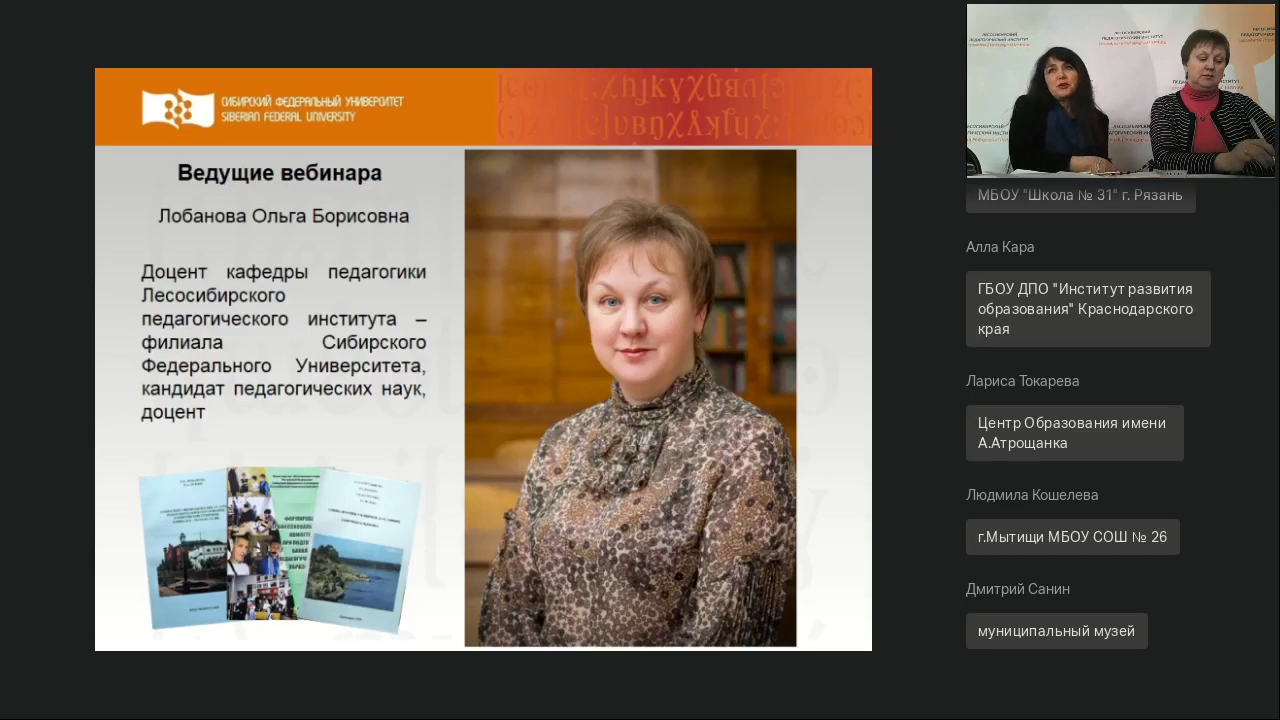 СИБИРСКИЙ ФЕДЕРАЛЬНЫЙ УНИВЕРСИТЕТ
SIBERIAN FEDERAL UNIVERSITY
Ведущие вебинара
Лобанова Ольга Борисовна
Доцент кафедры педагогики
Лесосибирского
педагогического института –
филиала Сибирского
Федерального Университета,
кандидат педагогических наук,
доцент
МБОУ "Школа № 31" г. Рязань
Алла Кара
ГБОУ ДПО "Институт развития
образования" Краснодарского
края
Лариса Токарева
Центр Образования имени
А.Атрощанка
Людмила Кошелева
г.Мытищи МБОУ СОШ № 26
Дмитрий Санин
муниципальный музей